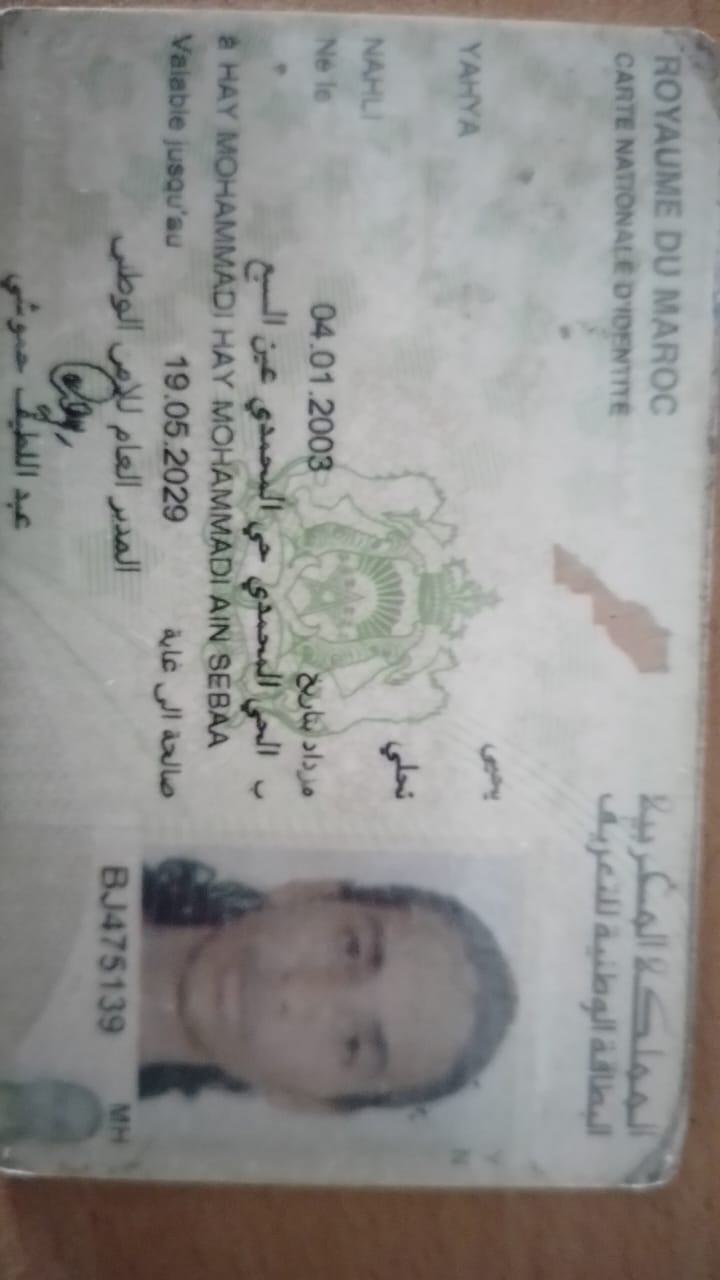 ROYAUME DU MAROC
المملكة المغربية
CARTE NATIONALE D'IDENTITE
البطاقة الوطنية للتعريف
يحيى
YAHYA
نحلي
NAHLI
Né le 04.01.2003 مزداد بتاريخ
ب الحي المحمدي حي المحمدي عين السبع
à HAY MOHAMMADI HAY MOHAMMADI AIN SEBAA
Valable jusqu'au 19.05.2029 صالحة الى غاية
المدير العام للأمن الوطني
عبد اللطيف حموشي
BJ475139
MH
YN